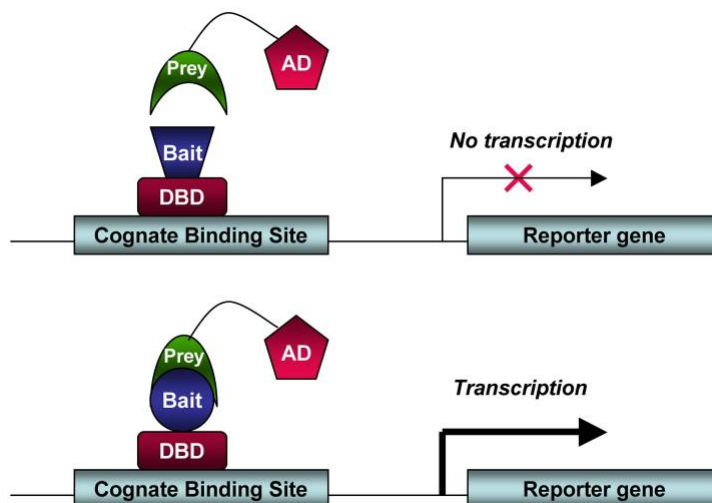 Prey
AD
Bait
No transcription
DBD
Cognate Binding Site
Reporter gene
Prey
AD
Bait
Transcription
DBD
Cognate Binding Site
Reporter gene